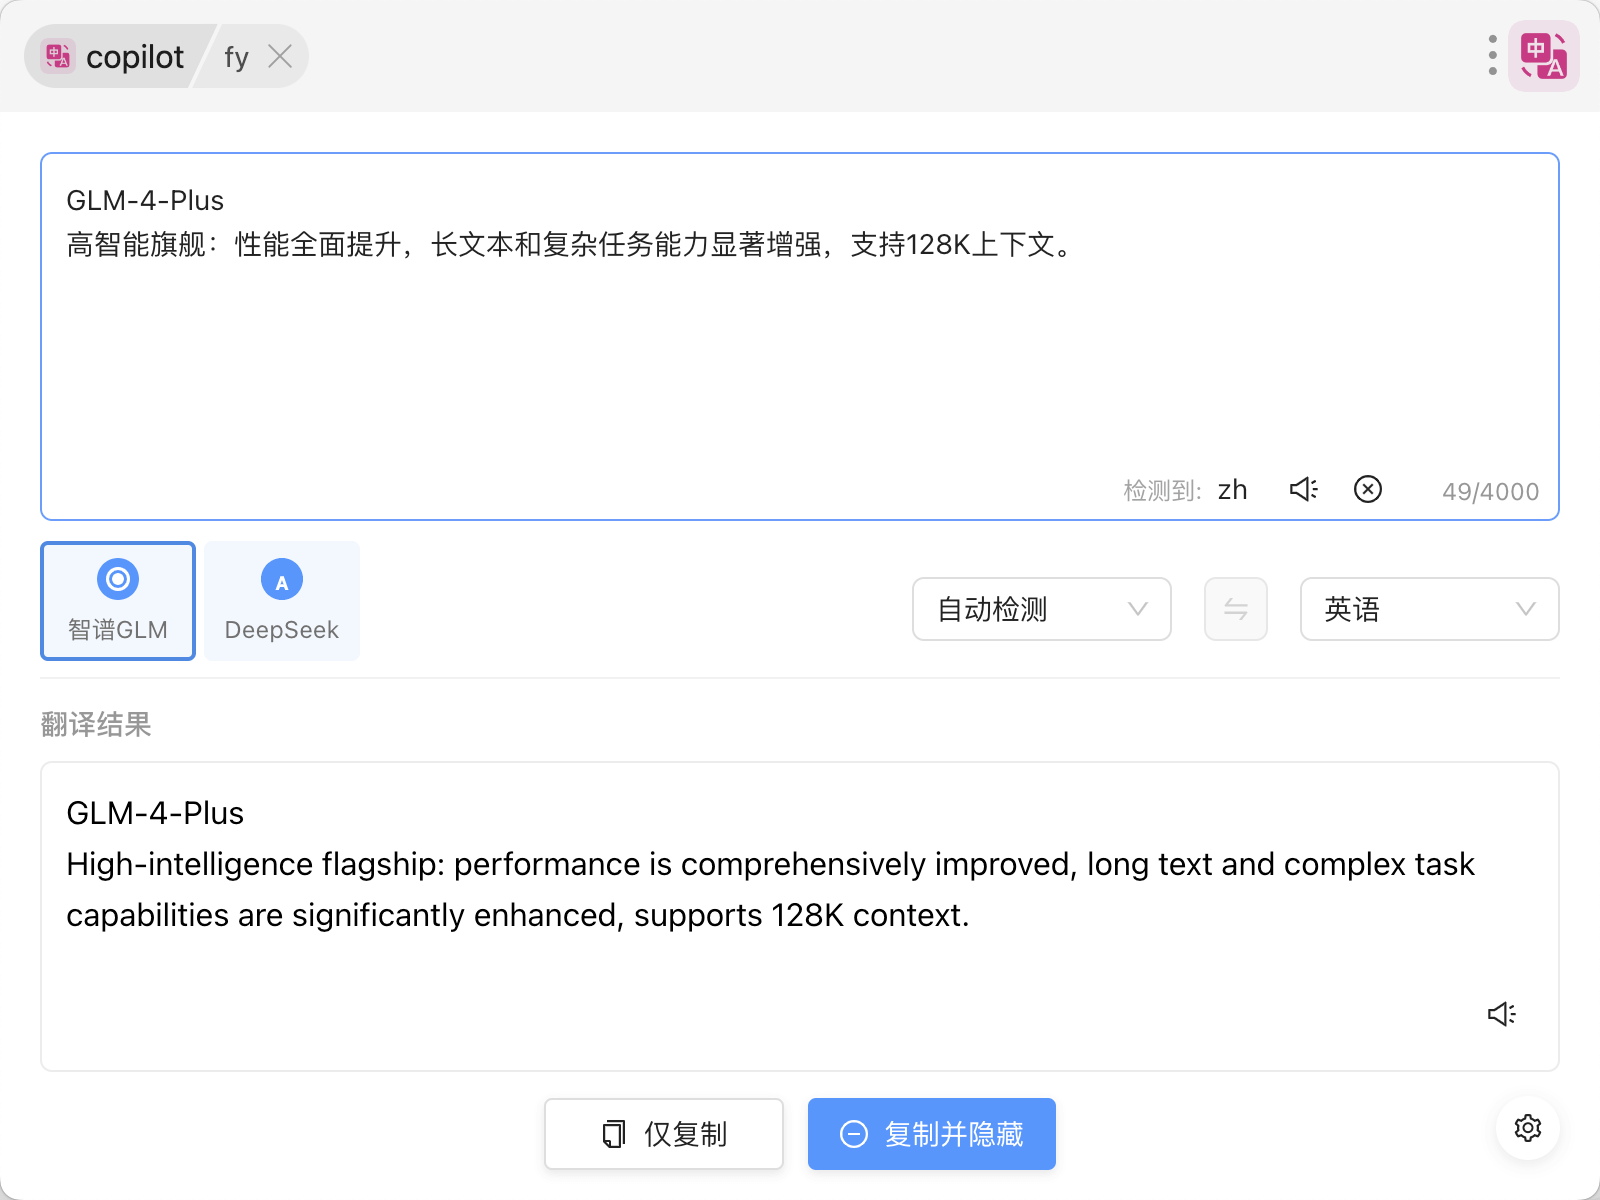 copilot
fy
GLM-4-Plus
高智能旗舰：性能全面提升，长文本和复杂任务能力显著增强，支持128K上下文。
检测到: zh
49/4000
智谱GLM
DeepSeek
自动检测
英语
翻译结果
GLM-4-Plus
High-intelligence flagship: performance is comprehensively improved, long text and complex task
capabilities are significantly enhanced, supports 128K context.
仅复制
复制并隐藏